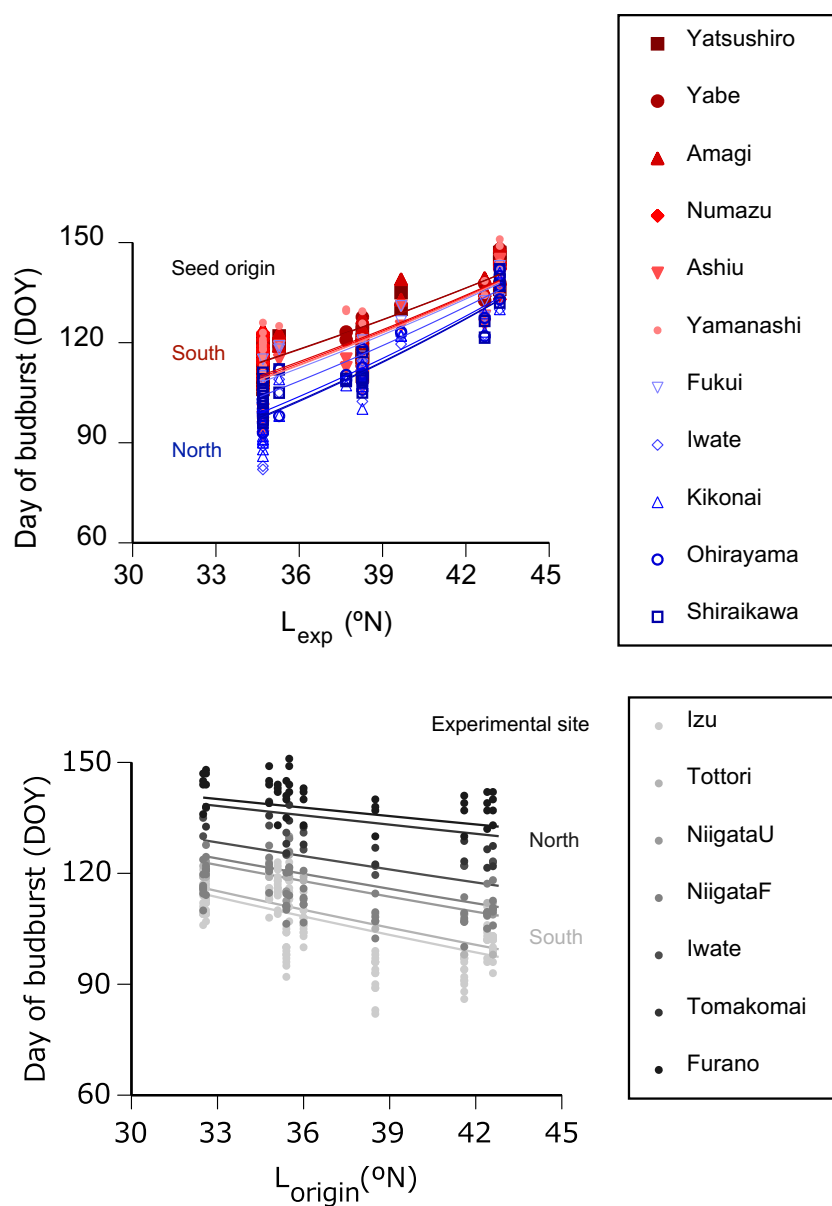 Day of budburst (DOY)
150
120
90
60
Seed origin
South
North
30 33 36 39 42 45
Lexp (ºN)
Yatsushiro
Yabe
Amagi
Numazu
Ashiu
Yamanashi
Fukui
Iwate
Kikonai
Ohirayama
Shiraikawa
Day of budburst (DOY)
150
120
90
60
Experimental site
North
South
30 33 36 39 42 45
Lorigin(ºN)
Izu
Tottori
NiigataU
NiigataF
Iwate
Tomakomai
Furano